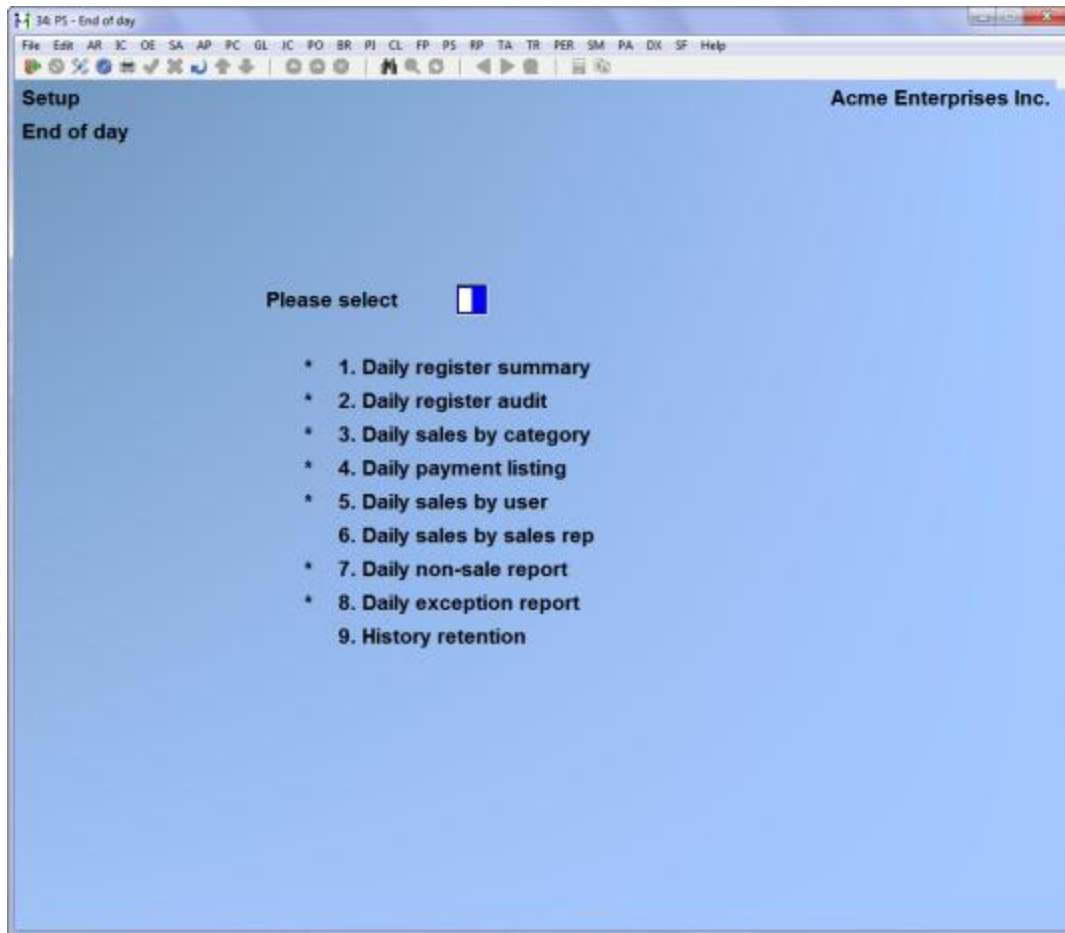 34: PS - End of day
File Edit AR IC OE SA AP PC GL JC PO BR PJ CL FP PS RP TA TR PER SM PA DX SF Help
Setup Acme Enterprises Inc.
End of day
Please select
* 1. Daily register summary
* 2. Daily register audit
* 3. Daily sales by category
* 4. Daily payment listing
* 5. Daily sales by user
6. Daily sales by sales rep
* 7. Daily non-sale report
* 8. Daily exception report
9. History retention